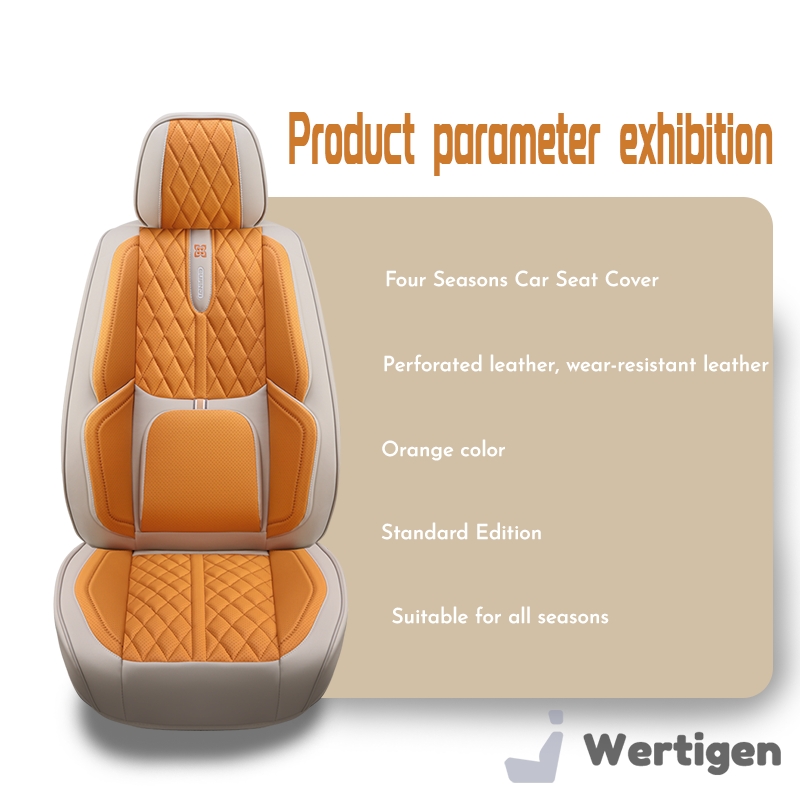 Product parameter exhibition
Four Seasons Car Seat Cover
Perforated leather, wear-resistant leather
Orange color
Standard Edition
Suitable for all seasons
Wertigen